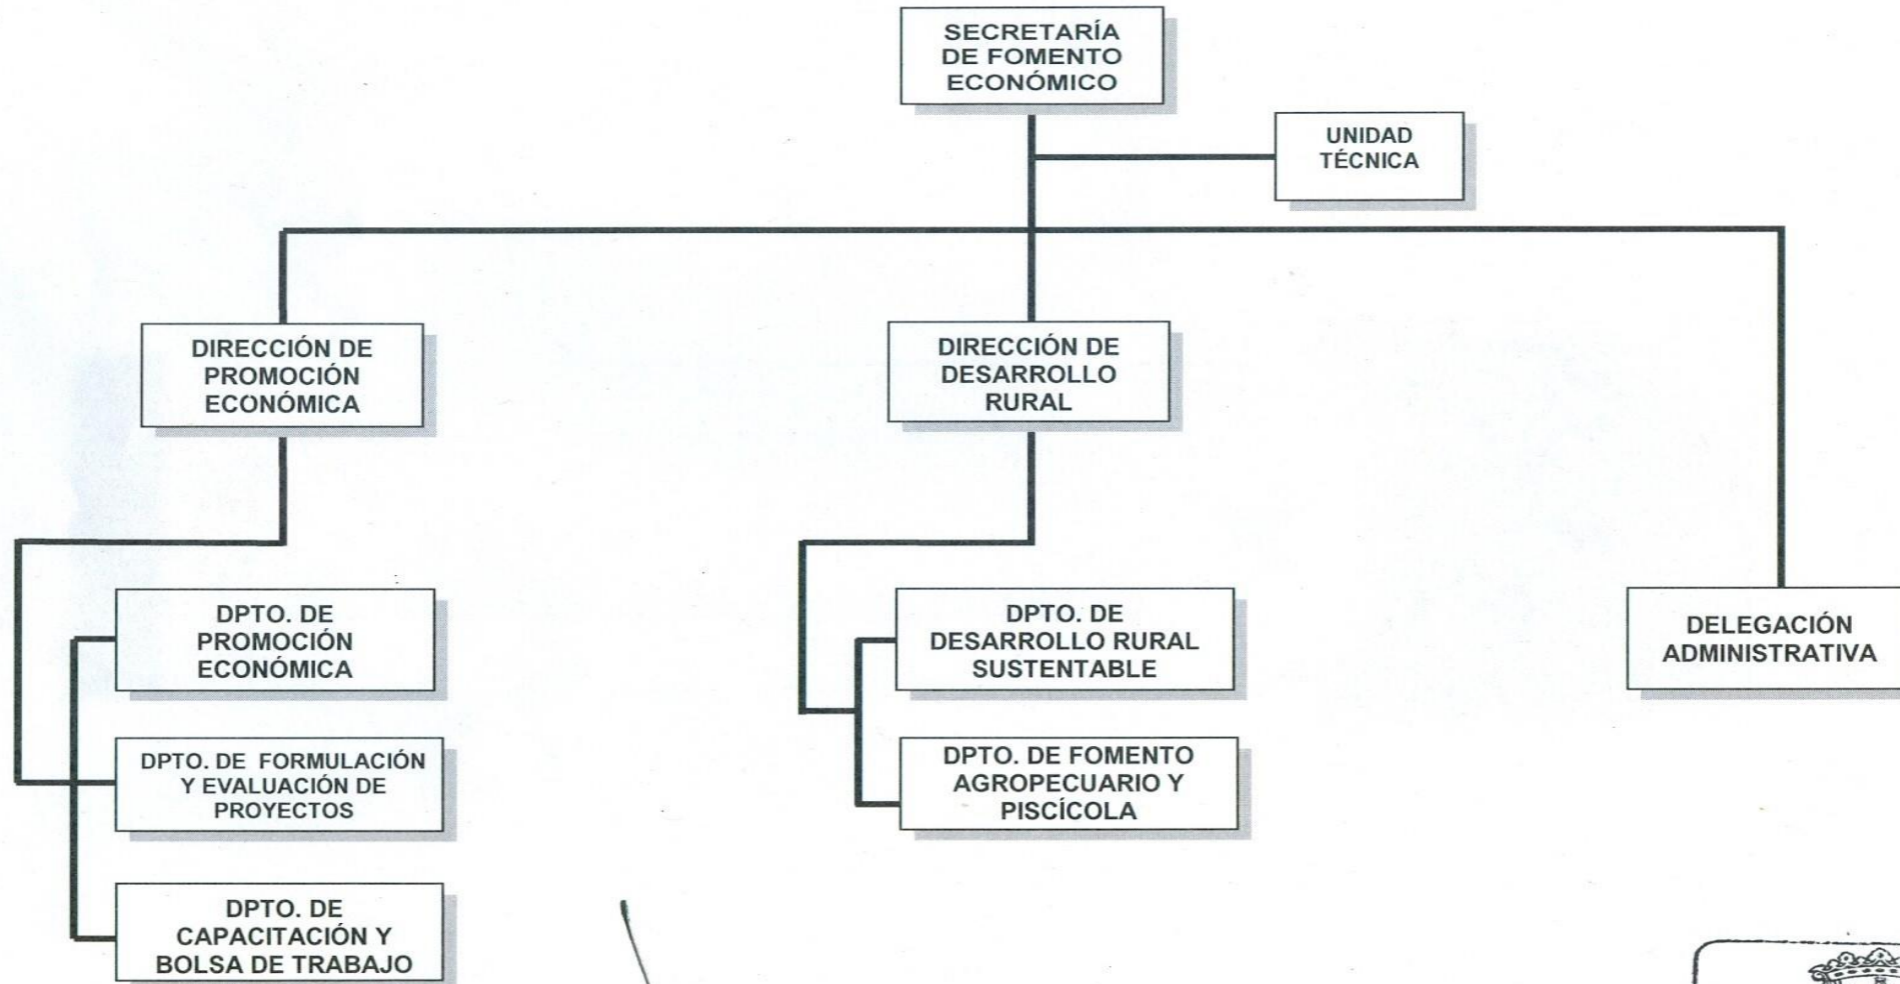 SECRETARÍA
DE FOMENTO
ECONÓMICO
UNIDAD
TÉCNICA
DIRECCIÓN DE
PROMOCIÓN
ECONÓMICA
DIRECCIÓN DE
DESARROLLO
RURAL
DPTO. DE
PROMOCIÓN
ECONÓMICA
DPTO. DE
DESARROLLO RURAL
SUSTENTABLE
DELEGACIÓN
ADMINISTRATIVA
DPTO. DE FORMULACIÓN
Y EVALUACIÓN DE
PROYECTOS
DPTO. DE FOMENTO
AGROPECUARIO Y
PISCÍCOLA
DPTO. DE
CAPACITACIÓN Y
BOLSA DE TRABAJO